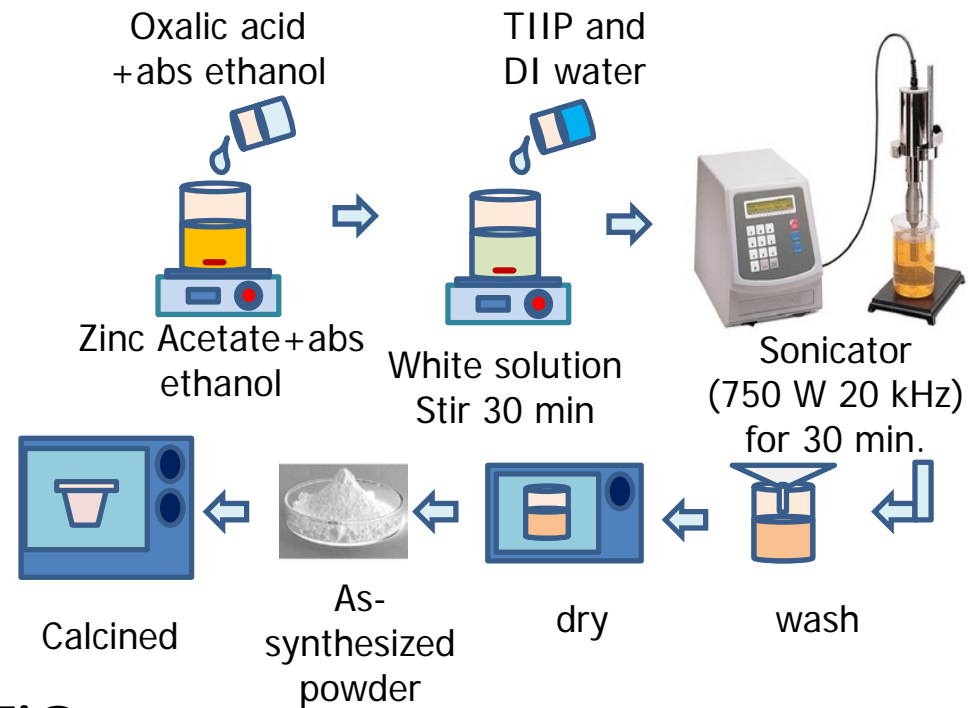 Oxalic acid
+abs ethanol
TIIP and
DI water
Zinc Acetate+abs
ethanol
White solution
Stir 30 min
Sonicator
(750 W 20 kHz)
for 30 min.
Calcined
As-
synthesized
powder
dry
wash